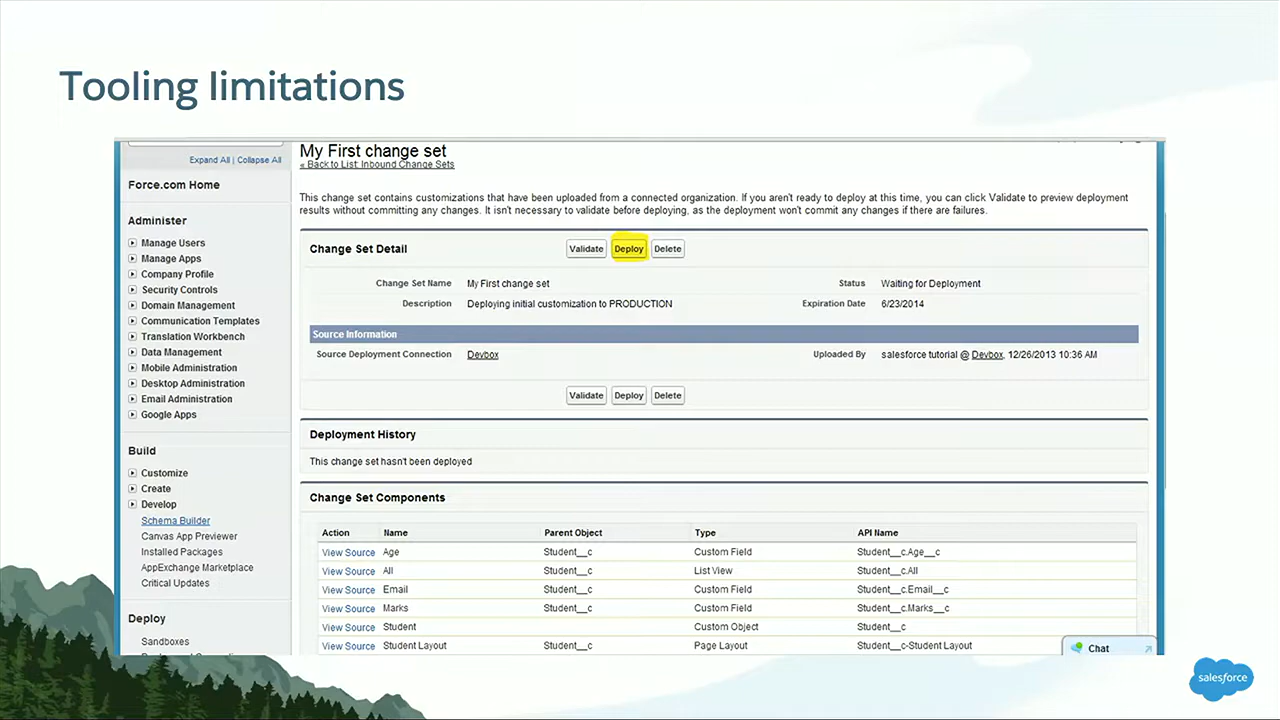 Tooling limitations
Expand All | Collapse All
Force.com Home
Administer
Manage Users
Manage Apps
Company Profile
Security Controls
Domain Management
Communication Templates
Translation Workbench
Data Management
Mobile Administration
Desktop Administration
Email Administration
Google Apps
Build
Customize
Create
Develop
Schema Builder
Canvas App Previewer
Installed Packages
AppExchange Marketplace
Critical Updates
Deploy
Sandboxes
My First change set
« Back to List: Inbound Change Sets
This change set contains customizations that have been uploaded from a connected organization. If you aren't ready to deploy at this time, you can click Validate to preview deployment
results without committing any changes. It isn't necessary to validate before deploying, as the deployment won't commit any changes if there are failures.
Change Set Detail Validate Deploy Delete
Change Set Name My First change set Status Waiting for Deployment
Description Deploying initial customization to PRODUCTION Expiration Date 6/23/2014
Source Information
Source Deployment Connection Devbox Uploaded By salesforce tutorial @ Devbox, 12/26/2013 10:36 AM
Validate Deploy Delete
Deployment History
This change set hasn't been deployed
Change Set Components
Action Name Parent Object Type API Name
View Source Age Student__c Custom Field Student__c.Age__c
View Source All Student__c List View Student__c.All
View Source Email Student__c Custom Field Student__c.Email__c
View Source Marks Student__c Custom Field Student__c.Marks__c
View Source Student Custom Object Student__c
View Source Student Layout Student__c Page Layout Student__c-Student Layout
Chat
salesforce